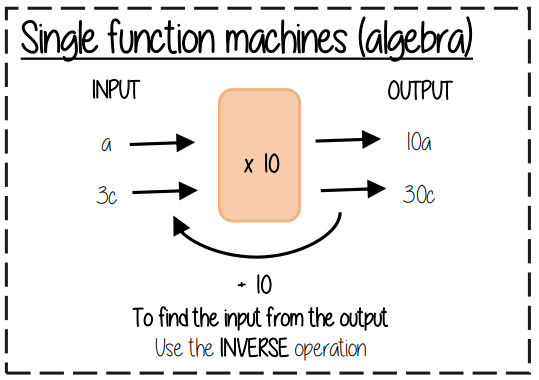 Single function machines (algebra)
INPUT
OUTPUT
a
10a
x 10
3c
30c
÷ 10
To find the input from the output
Use the INVERSE operation